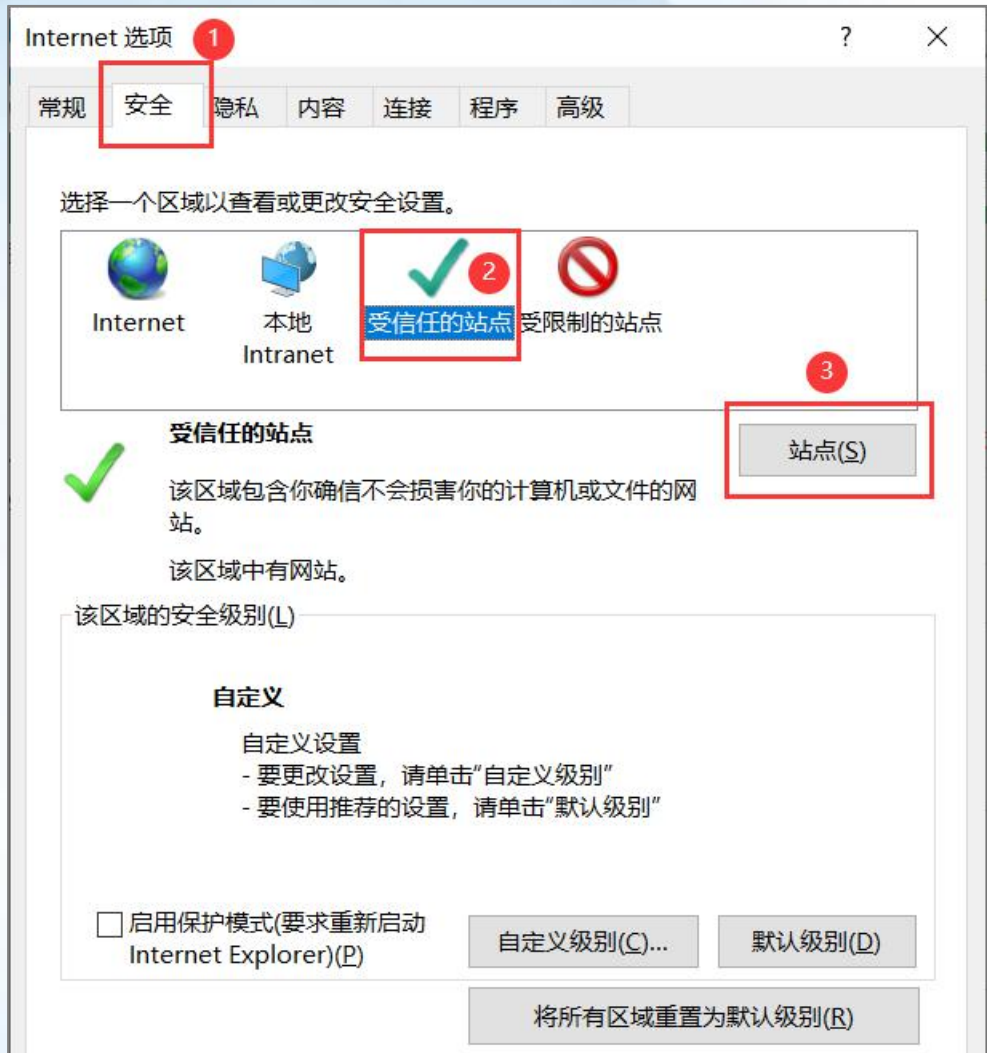 Internet 选项 1 ?
常规 安全 隐私 内容 连接 程序 高级
选择一个区域以查看或更改安全设置。
2
Internet 本地 受信任的站点 受限制的站点
Intranet
3
受信任的站点
站点(S)
该区域包含你确信不会损害你的计算机或文件的网
站。
该区域中有网站。
该区域的安全级别(L)
自定义
自定义设置
- 要更改设置，请单击“自定义级别”
- 要使用推荐的设置，请单击“默认级别”
启用保护模式(要求重新启动
Internet Explorer)(P)
自定义级别(C)... 默认级别(D)
将所有区域重置为默认级别(R)